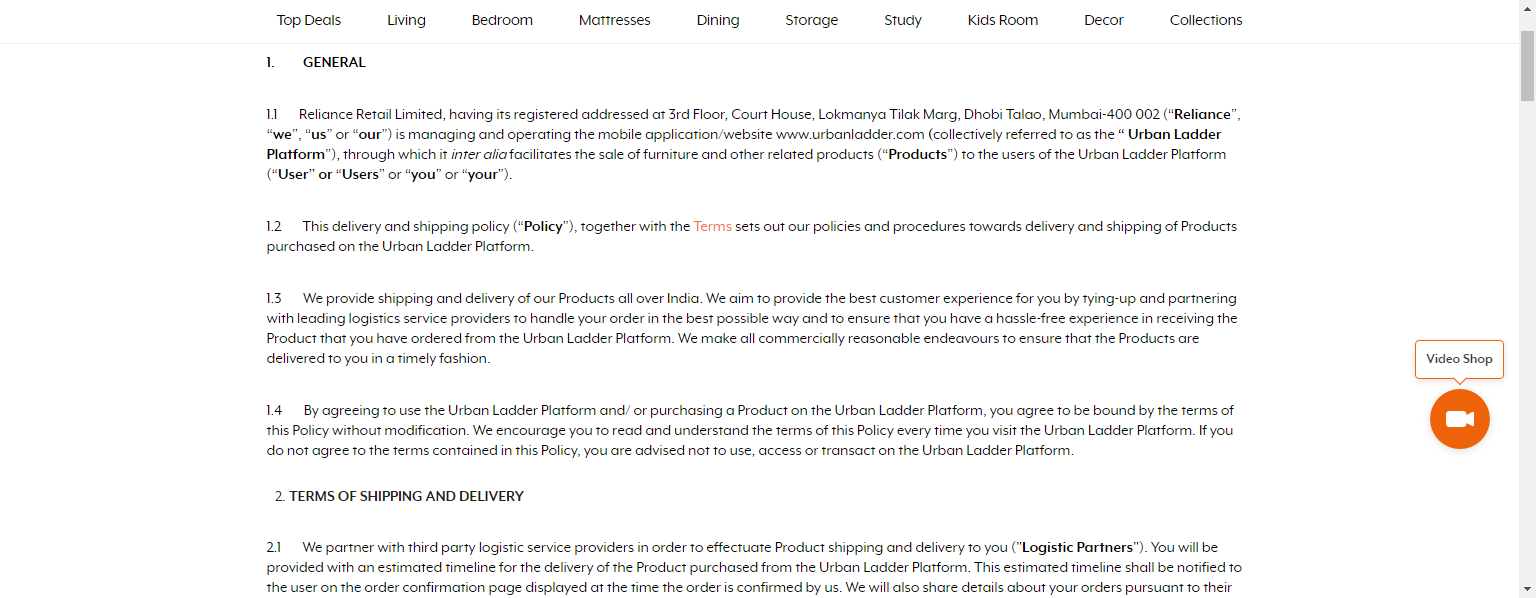 Top Deals Living Bedroom Mattresses Dining Storage Study Kids Room Decor Collections
1. GENERAL
1.1 Reliance Retail Limited, having its registered addressed at 3rd Floor, Court House, Lokmanya Tilak Marg, Dhobi Talao, Mumbai-400 002 (“Reliance”,
“we”, “us” or “our”) is managing and operating the mobile application/website www.urbanladder.com (collectively referred to as the “ Urban Ladder
Platform”), through which it inter alia facilitates the sale of furniture and other related products (“Products”) to the users of the Urban Ladder Platform
(“User” or “Users” or “you” or “your”).
1.2 This delivery and shipping policy (“Policy”), together with the Terms sets out our policies and procedures towards delivery and shipping of Products
purchased on the Urban Ladder Platform.
1.3 We provide shipping and delivery of our Products all over India. We aim to provide the best customer experience for you by tying-up and partnering
with leading logistics service providers to handle your order in the best possible way and to ensure that you have a hassle-free experience in receiving the
Product that you have ordered from the Urban Ladder Platform. We make all commercially reasonable endeavours to ensure that the Products are
delivered to you in a timely fashion.
Video Shop
1.4 By agreeing to use the Urban Ladder Platform and/ or purchasing a Product on the Urban Ladder Platform, you agree to be bound by the terms of
this Policy without modification. We encourage you to read and understand the terms of this Policy every time you visit the Urban Ladder Platform. If you
do not agree to the terms contained in this Policy, you are advised not to use, access or transact on the Urban Ladder Platform.
2. TERMS OF SHIPPING AND DELIVERY
2.1 We partner with third party logistic service providers in order to effectuate Product shipping and delivery to you ("Logistic Partners"). You will be
provided with an estimated timeline for the delivery of the Product purchased from the Urban Ladder Platform. This estimated timeline shall be notified to
the user on the order confirmation page displayed at the time the order is confirmed by us. We will also share details about your orders pursuant to their